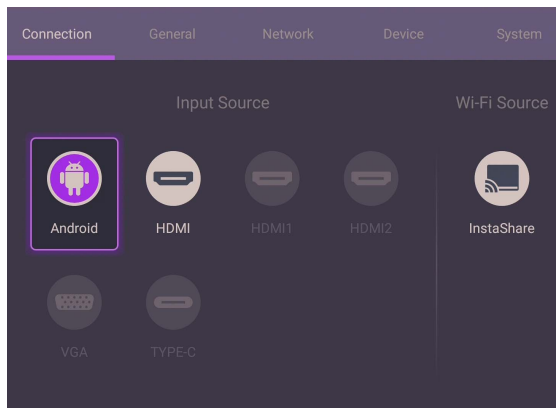 Connection General Network Device System
Input Source Wi-Fi Source
Android HDMI HDMI1 HDMI2 InstaShare
VGA TYPE-C